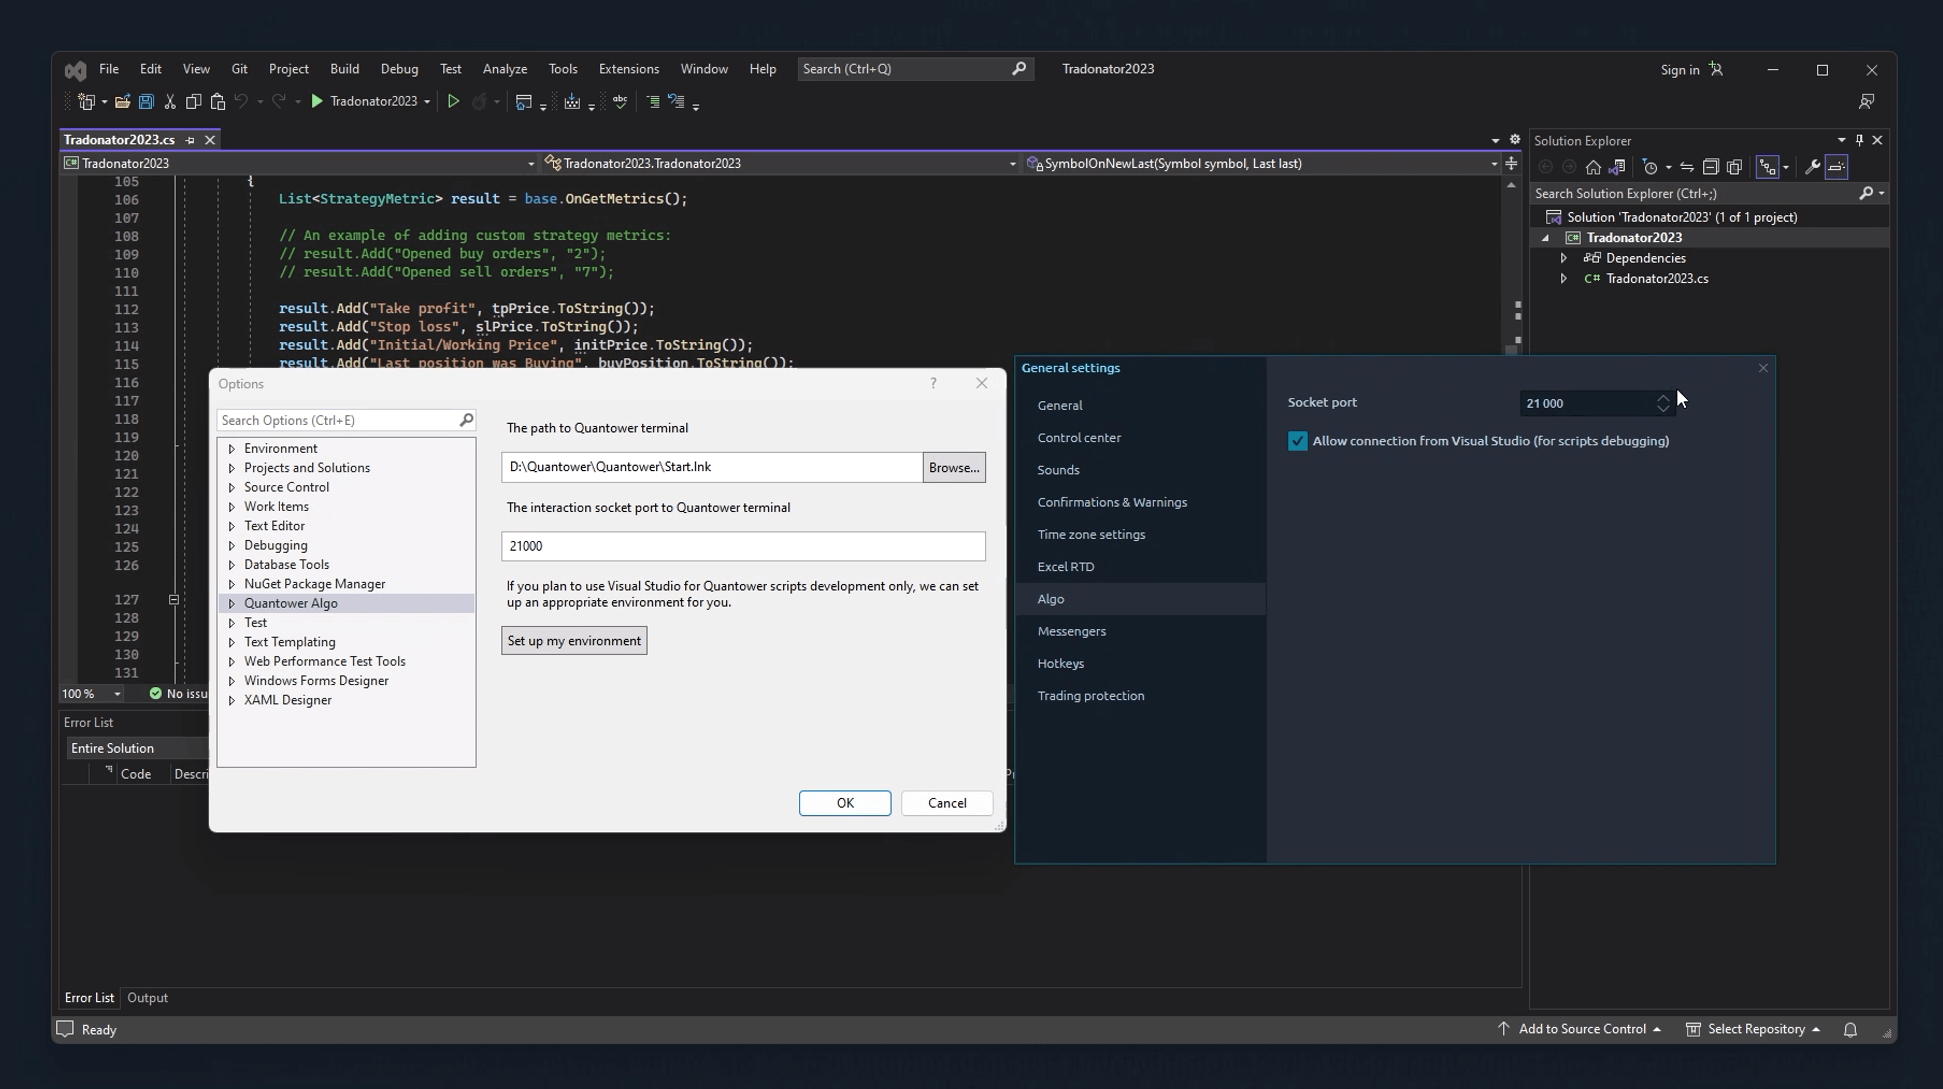 File Edit View Git Project Build Debug Test Analyze Tools Extensions Window Help Search (Ctrl+Q) Tradonator2023 Sign in
Tradonator2023
Tradonator2023.cs
Tradonator2023 Tradonator2023.Tradonator2023 SymbolOnNewLast(Symbol symbol, Last last)
105 {
106 List<StrategyMetric> result = base.OnGetMetrics();
107
108 // An example of adding custom strategy metrics:
109 // result.Add("Opened buy orders", "2");
110 // result.Add("Opened sell orders", "7");
111
112 result.Add("Take profit", tpPrice.ToString());
113 result.Add("Stop loss", slPrice.ToString());
114 result.Add("Initial/Working Price", initPrice.ToString());
115 result.Add("Last position was Buying", buyPosition.ToString());
116
117
118
119
120
121
122
123
124
125
126
127
128
129
130
131
100 % No issu
Error List
Entire Solution
Code Descri
Error List Output
Ready
Add to Source Control Select Repository
Solution Explorer
Search Solution Explorer (Ctrl+;)
Solution 'Tradonator2023' (1 of 1 project)
Tradonator2023
Dependencies
C# Tradonator2023.cs
Options ?
Search Options (Ctrl+E)
Environment
Projects and Solutions
Source Control
Work Items
Text Editor
Debugging
Database Tools
NuGet Package Manager
Quantower Algo
Test
Text Templating
Web Performance Test Tools
Windows Forms Designer
XAML Designer
The path to Quantower terminal
D:\Quantower\Quantower\Start.lnk
Browse...
The interaction socket port to Quantower terminal
21000
If you plan to use Visual Studio for Quantower scripts development only, we can set
up an appropriate environment for you.
Set up my environment
OK Cancel
General settings
General
Control center
Sounds
Confirmations & Warnings
Time zone settings
Excel RTD
Algo
Messengers
Hotkeys
Trading protection
Socket port 21 000
Allow connection from Visual Studio (for scripts debugging)